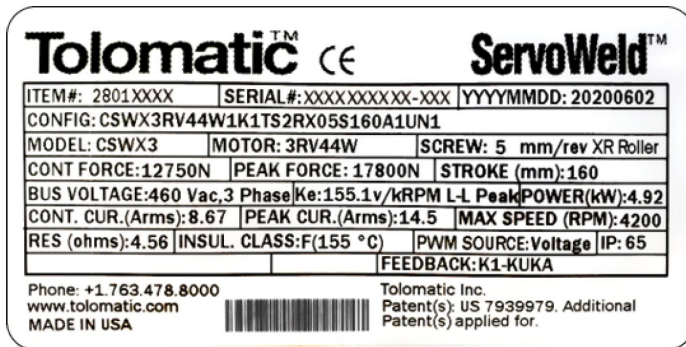 Tolomatic™ CE ServoWeld™
ITEM#: 2801XXXX SERIAL#:XXXXXXXXXX-XXX YYYYMMDD: 20200602
CONFIG: CSWX3RV44W1K1TS2RX05S160A1UN1
MODEL: CSWX3 MOTOR: 3RV44W SCREW: 5 mm/rev XR Roller
CONT FORCE: 12750N PEAK FORCE: 17800N STROKE (mm):160
BUS VOLTAGE:460 Vac,3 Phase Ke:155.1v/kRPM L-L Peak POWER(kW):4.92
CONT. CUR.(Arms):8.67 PEAK CUR.(Arms):14.5 MAX SPEED (RPM):4200
RES (ohms):4.56 INSUL. CLASS:F(155 °C) PWM SOURCE:Voltage IP: 65
FEEDBACK:K1-KUKA
Phone: +1.763.478.8000
www.tolomatic.com
MADE IN USA
Tolomatic Inc.
Patent(s): US 7939979. Additional
Patent(s) applied for.